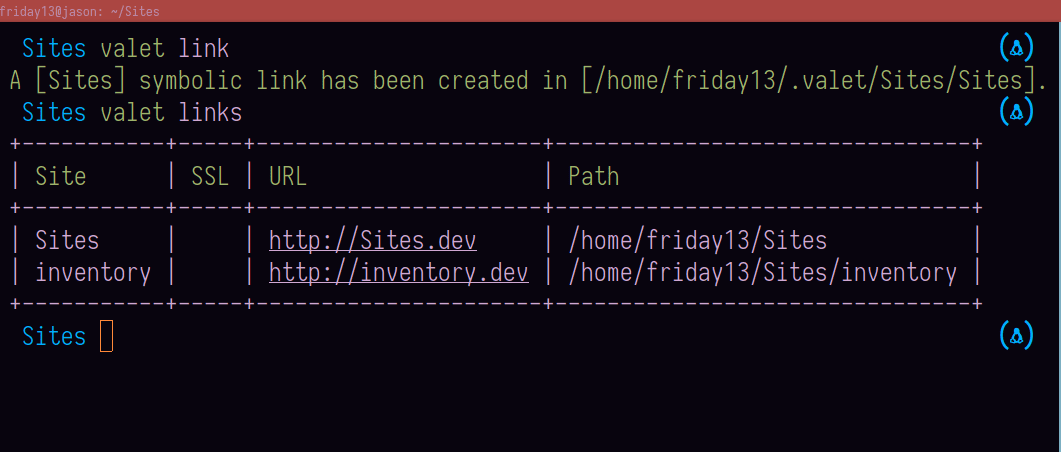 friday13@jason: ~/Sites
Sites valet link
A [Sites] symbolic link has been created in [/home/friday13/.valet/Sites/Sites].
Sites valet links
+-----------+-----+----------------------+--------------------------------+
| Site      | SSL | URL                  | Path                           |
+-----------+-----+----------------------+--------------------------------+
| Sites     |     | http://Sites.dev     | /home/friday13/Sites           |
| inventory |     | http://inventory.dev | /home/friday13/Sites/inventory |
+-----------+-----+----------------------+--------------------------------+
Sites